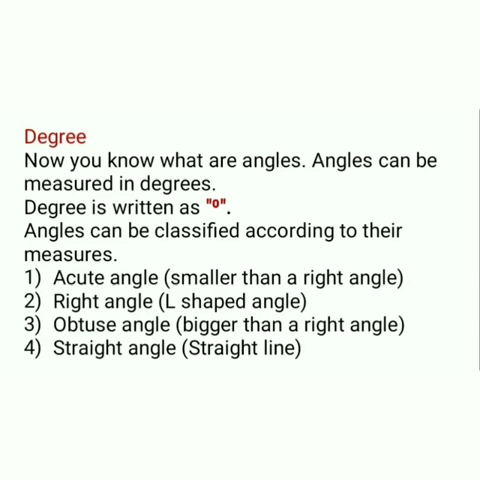 Degree
Now you know what are angles. Angles can be
measured in degrees.
Degree is written as "º".
Angles can be classified according to their
measures.
1) Acute angle (smaller than a right angle)
2) Right angle (L shaped angle)
3) Obtuse angle (bigger than a right angle)
4) Straight angle (Straight line)